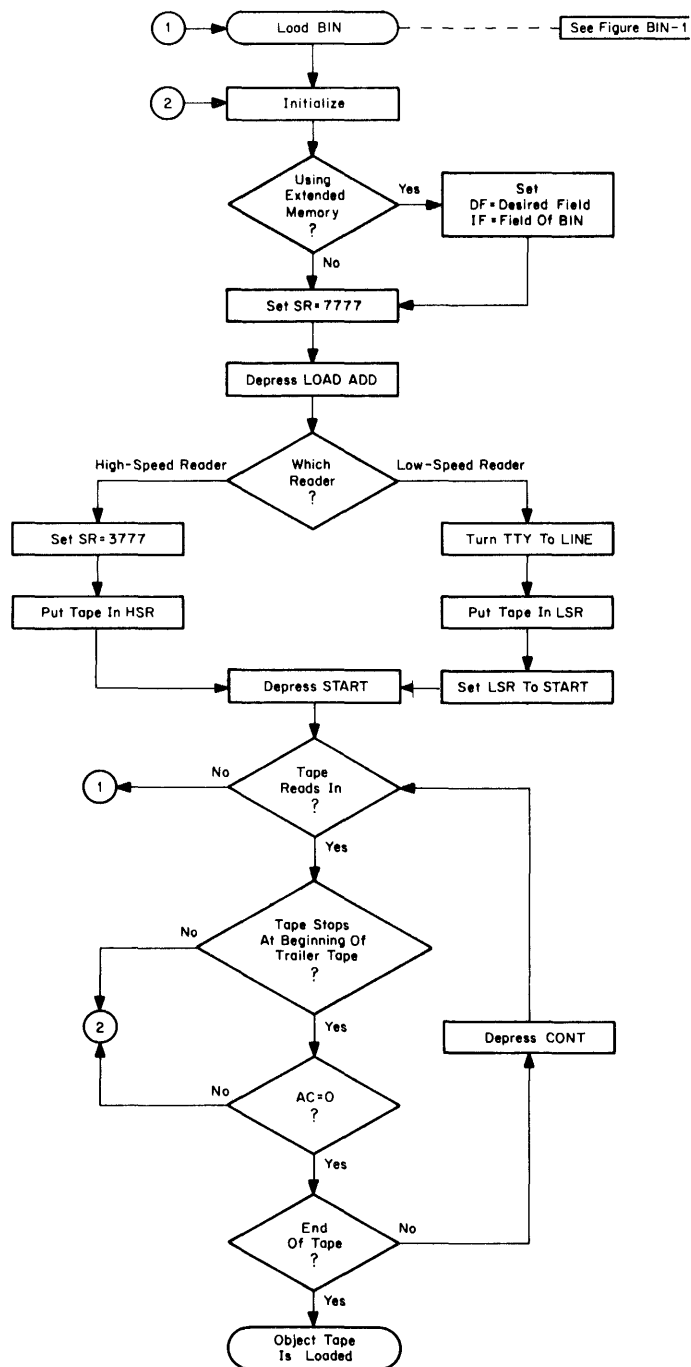 1
Load BIN
See Figure BIN-1
2
Initialize
Using
Extended
Memory
?
Yes
Set
DF=Desired Field
IF=Field Of BIN
No
Set SR=7777
Depress LOAD ADD
High-Speed Reader
Which
Reader
?
Low-Speed Reader
Set SR=3777
Turn TTY To LINE
Put Tape In HSR
Put Tape In LSR
Depress START
Set LSR To START
1
No
Tape
Reads In
?
Yes
No
Tape Stops
At Beginning Of
Trailer Tape
?
2
Yes
Depress CONT
No
AC=0
?
Yes
End
Of Tape
?
No
Yes
Object Tape
Is Loaded